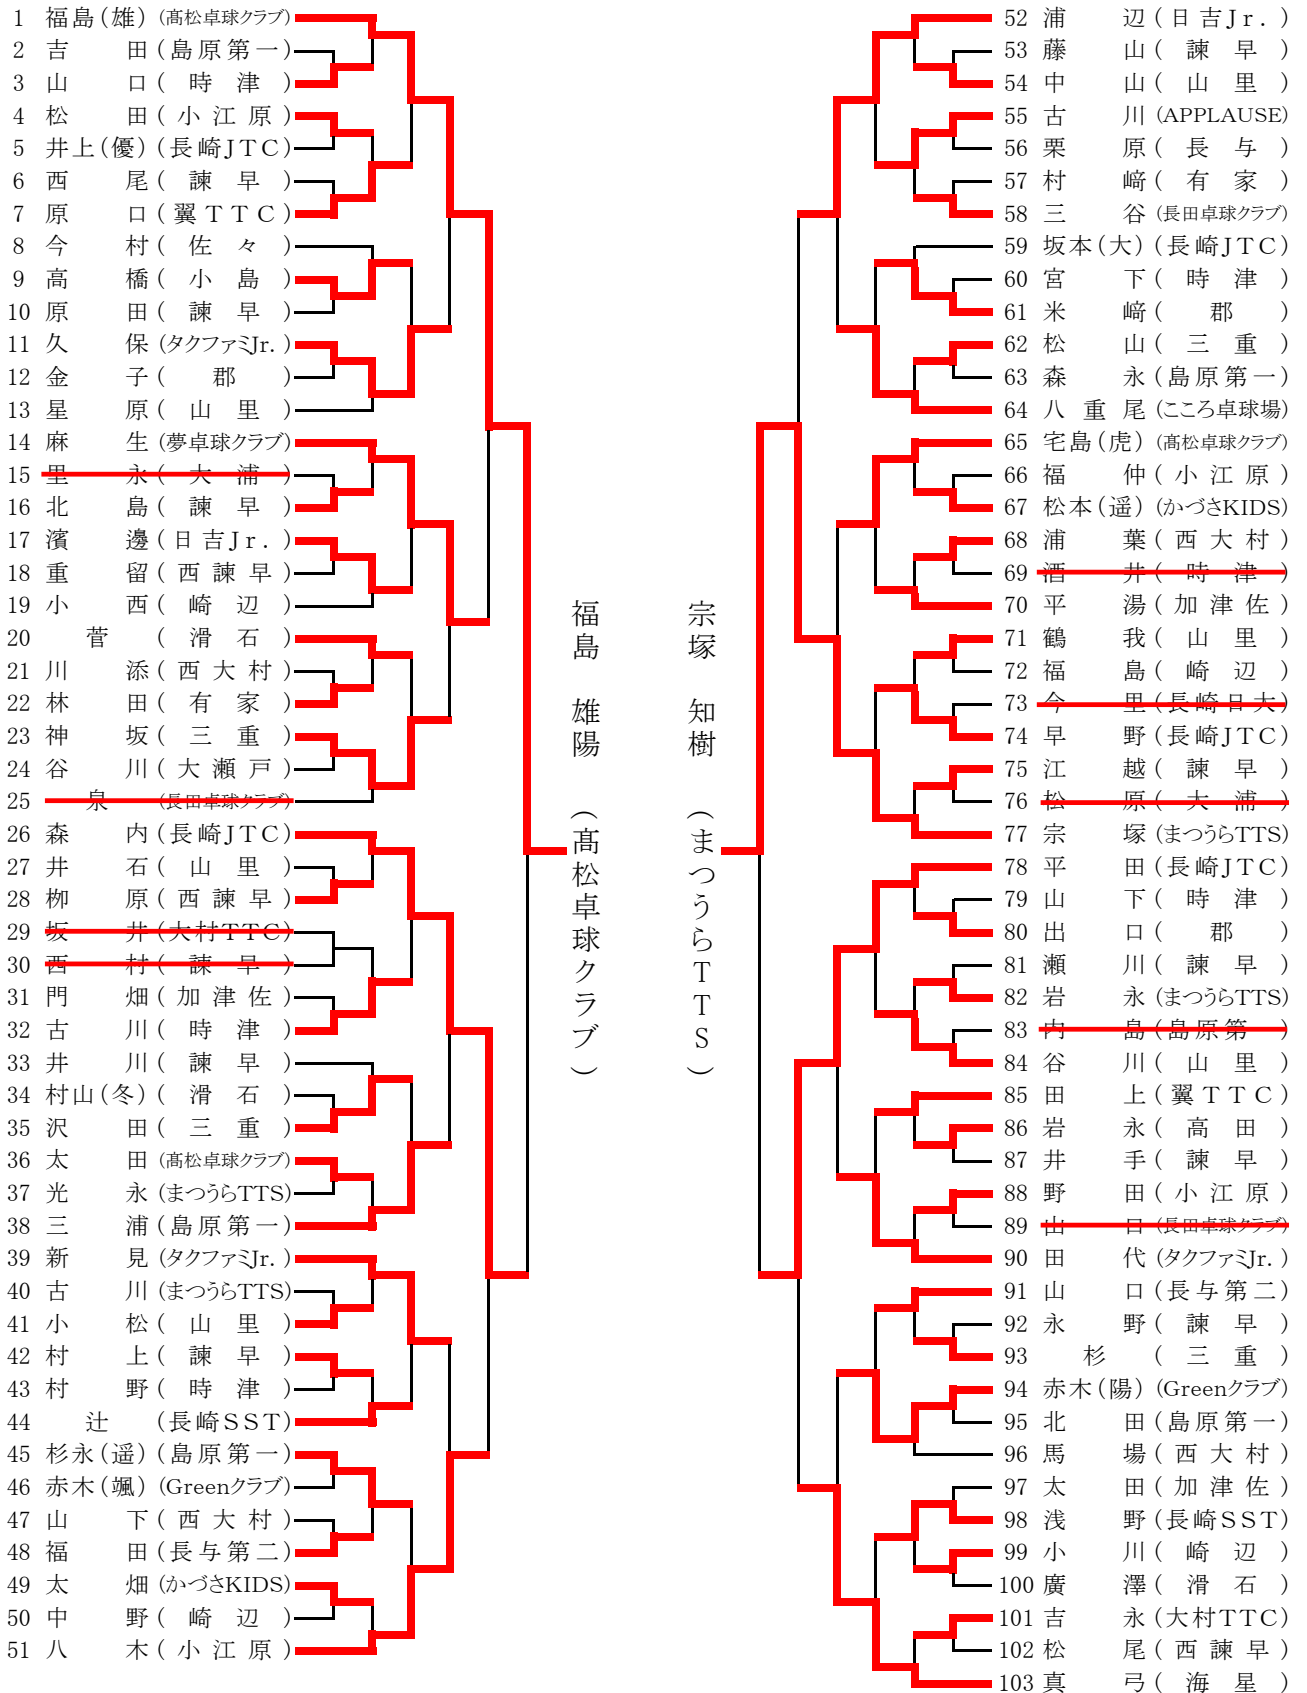 1 福島(雄) (髙松卓球クラブ)
2 吉田 (島原第一)
3 山口 (時津)
4 松田 (小江原)
5 井上(優) (長崎JTC)
6 西尾 (諫早)
7 原口 (翼TTC)
8 今村 (佐々)
9 高橋 (小島)
10 原田 (諫早)
11 久保 (タクファミJr.)
12 金子 (郡)
13 星原 (山里)
14 麻生 (夢卓球クラブ)
15 里永 (大浦)
16 北島 (諫早)
17 濱邊 (日吉Jr.)
18 重留 (西諫早)
19 小西 (崎辺)
20 菅 (滑石)
21 川添 (西大村)
22 林田 (有家)
23 神坂 (三重)
24 谷川 (大瀬戸)
25 泉 (長田卓球クラブ)
26 森内 (長崎JTC)
27 井石 (山里)
28 栁原 (西諫早)
29 坂井 (大村TTC)
30 西村 (諫早)
31 門畑 (加津佐)
32 古川 (時津)
33 井川 (諫早)
34 村山(冬) (滑石)
35 沢田 (三重)
36 太田 (髙松卓球クラブ)
37 光永 (まつうらTTS)
38 三浦 (島原第一)
39 新見 (タクファミJr.)
40 古川 (まつうらTTS)
41 小松 (山里)
42 村上 (諫早)
43 村野 (時津)
44 辻 (長崎SST)
45 杉永(遥) (島原第一)
46 赤木(颯) (Greenクラブ)
47 山下 (西大村)
48 福田 (長与第二)
49 太畑 (かづさKIDS)
50 中野 (崎辺)
51 八木 (小江原)
福島 雄陽 (髙松卓球クラブ)
宗塚 知樹 (まつうらTTS)
52 浦辺 (日吉Jr.)
53 藤山 (諫早)
54 中山 (山里)
55 古川 (APPLAUSE)
56 栗原 (長与)
57 村﨑 (有家)
58 三谷 (長田卓球クラブ)
59 坂本(大) (長崎JTC)
60 宮下 (時津)
61 米﨑 (郡)
62 松山 (三重)
63 森永 (島原第一)
64 八重尾 (こころ卓球場)
65 宅島(虎) (髙松卓球クラブ)
66 福仲 (小江原)
67 松本(遥) (かづさKIDS)
68 浦葉 (西大村)
69 酒井 (時津)
70 平湯 (加津佐)
71 鶴我 (山里)
72 福島 (崎辺)
73 今里 (長崎日大)
74 早野 (長崎JTC)
75 江越 (諫早)
76 松原 (大浦)
77 宗塚 (まつうらTTS)
78 平田 (長崎JTC)
79 山下 (時津)
80 出口 (郡)
81 瀬川 (諫早)
82 岩永 (まつうらTTS)
83 内島 (島原第一)
84 谷川 (山里)
85 田上 (翼TTC)
86 岩永 (高田)
87 井手 (諫早)
88 野田 (小江原)
89 山口 (長田卓球クラブ)
90 田代 (タクファミJr.)
91 山口 (長与第二)
92 永野 (諫早)
93 杉 (三重)
94 赤木(陽) (Greenクラブ)
95 北田 (島原第一)
96 馬場 (西大村)
97 太田 (加津佐)
98 浅野 (長崎SST)
99 小川 (崎辺)
100 廣澤 (滑石)
101 吉永 (大村TTC)
102 松尾 (西諫早)
103 真弓 (海星)